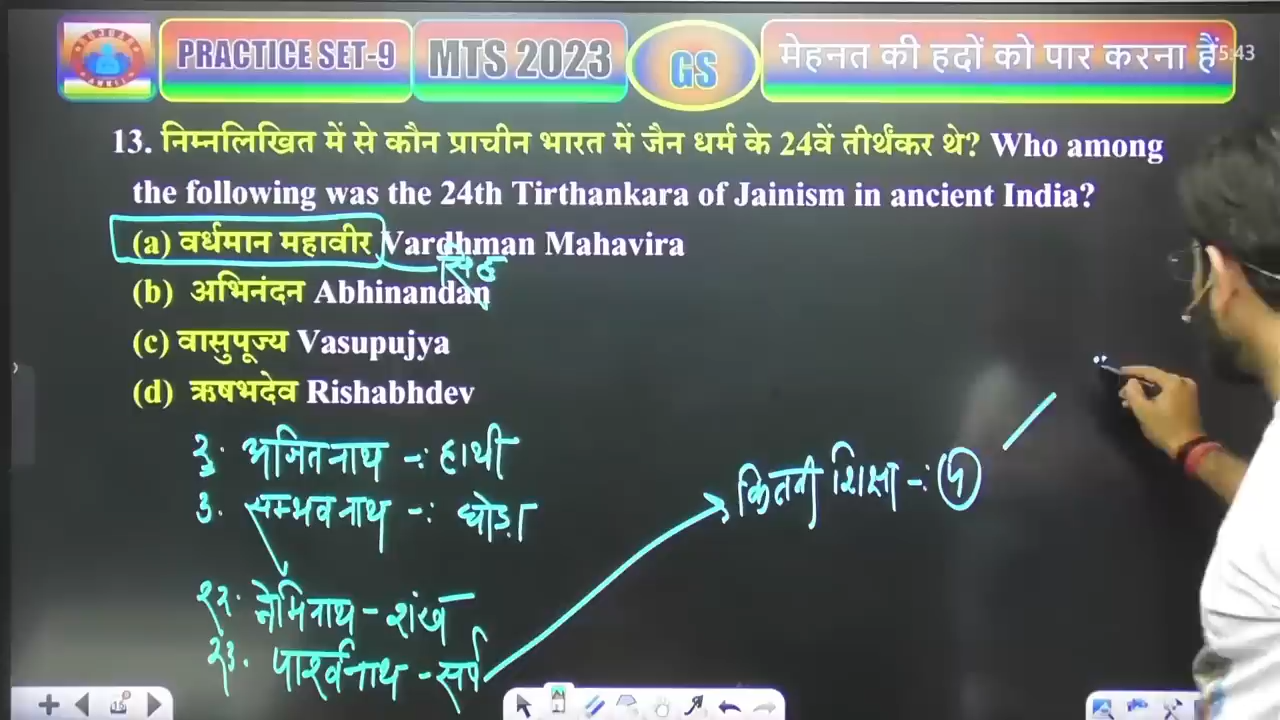 PRACTICE SET-9
MTS 2023
GS
मेहनत की हदों को पार करना हैं
5:43
13. निम्नलिखित में से कौन प्राचीन भारत में जैन धर्म के 24वें तीर्थंकर थे? Who among
the following was the 24th Tirthankara of Jainism in ancient India?
(a) वर्धमान महावीर Vardhman Mahavira
सिंह
(b) अभिनंदन Abhinandan
(c) वासुपूज्य Vasupujya
(d) ऋषभदेव Rishabhdev
2. अजितनाथ -: हाथी
3. सम्भवनाथ -: घोड़ा
कितनी शिक्षा -: 4
22. नेमिनाथ - शंख
23. पार्श्वनाथ - सर्प